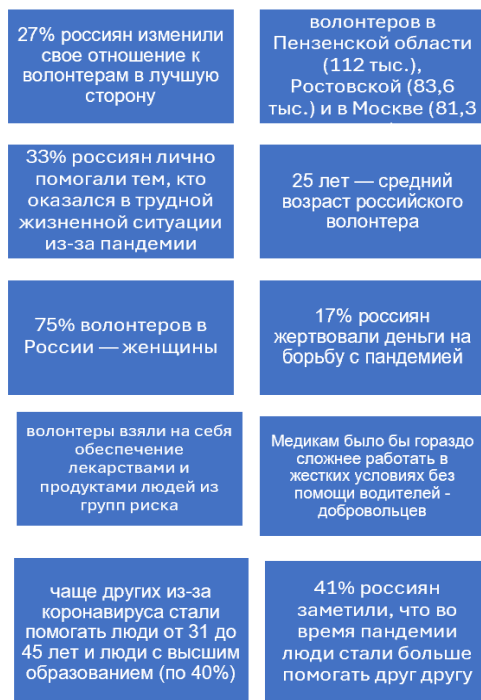 27% россиян изменили
свое отношение к
волонтерам в лучшую
сторону
волонтеров в
Пензенской области
(112 тыс.),
Ростовской (83,6
тыс.) и в Москве (81,3
33% россиян лично
помогали тем, кто
оказался в трудной
жизненной ситуации
из-за пандемии
25 лет — средний
возраст российского
волонтера
75% волонтеров в
России — женщины
17% россиян
жертвовали деньги на
борьбу с пандемией
волонтеры взяли на себя
обеспечение
лекарствами и
продуктами людей из
групп риска
Медикам было бы гораздо
сложнее работать в
жестких условиях без
помощи водителей -
добровольцев
чаще других из-за
коронавируса стали
помогать люди от 31 до
45 лет и люди с высшим
образованием (по 40%)
41% россиян
заметили, что во
время пандемии
люди стали больше
помогать друг другу